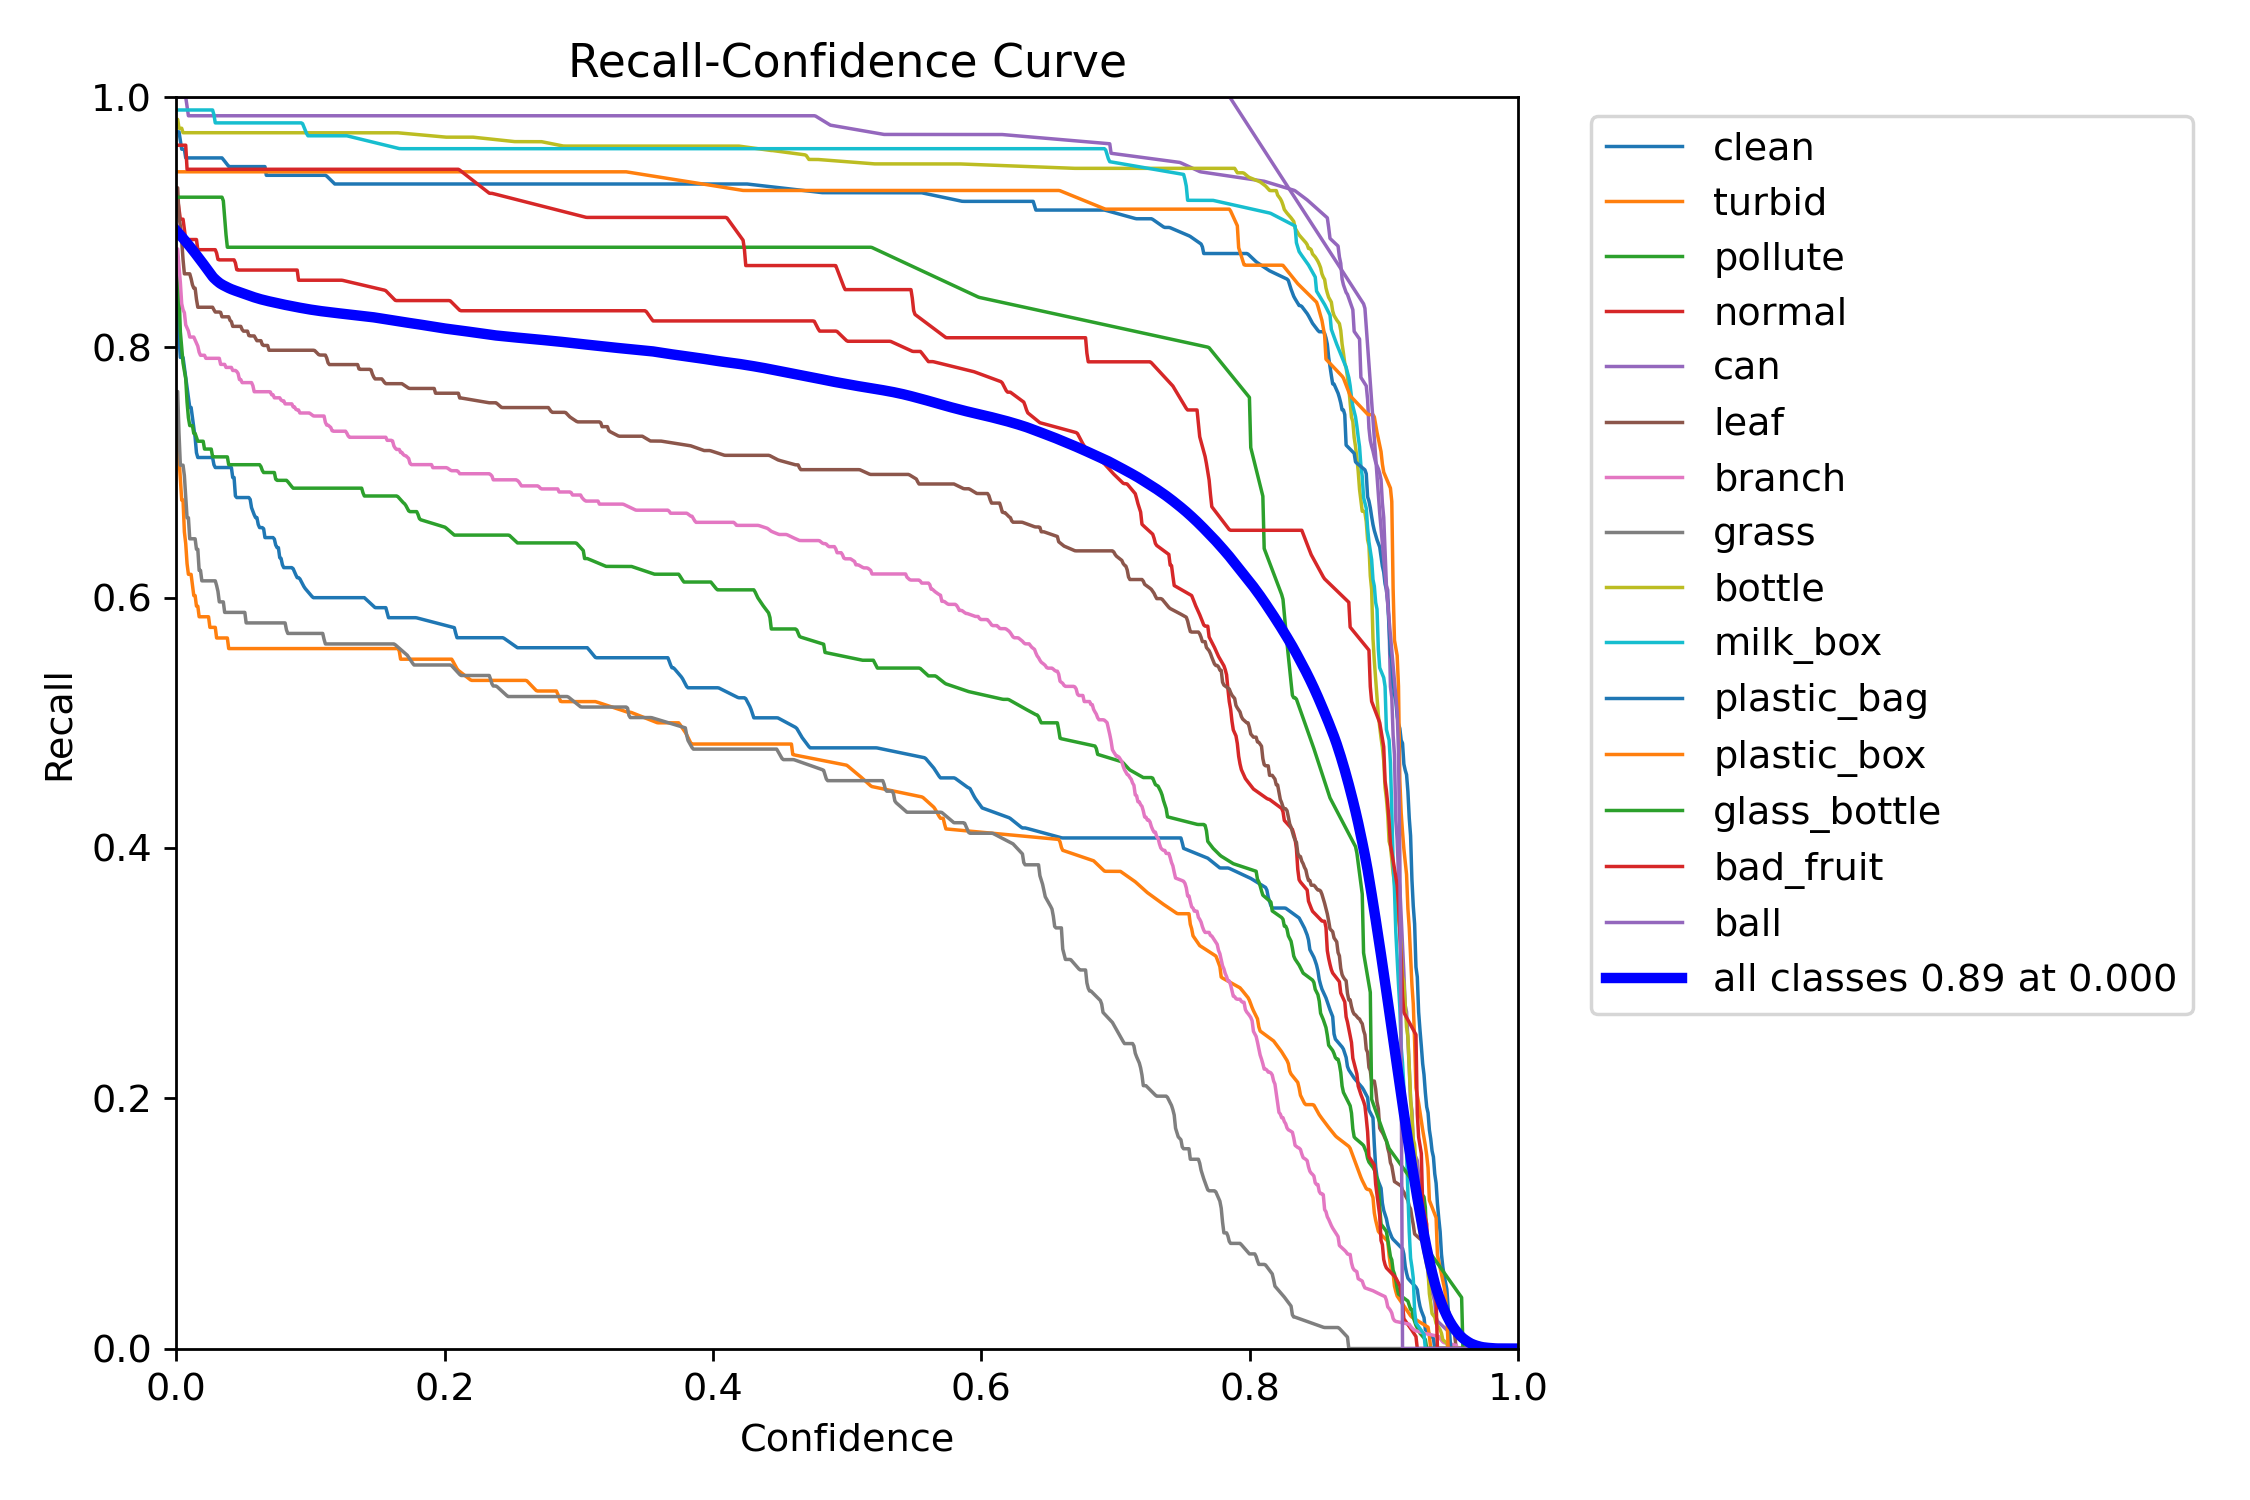 Recall-Confidence Curve
1.0
0.8
0.6
0.4
0.2
0.0
Recall
0.0 0.2 0.4 0.6 0.8 1.0
Confidence
clean
turbid
pollute
normal
can
leaf
branch
grass
bottle
milk_box
plastic_bag
plastic_box
glass_bottle
bad_fruit
ball
all classes 0.89 at 0.000